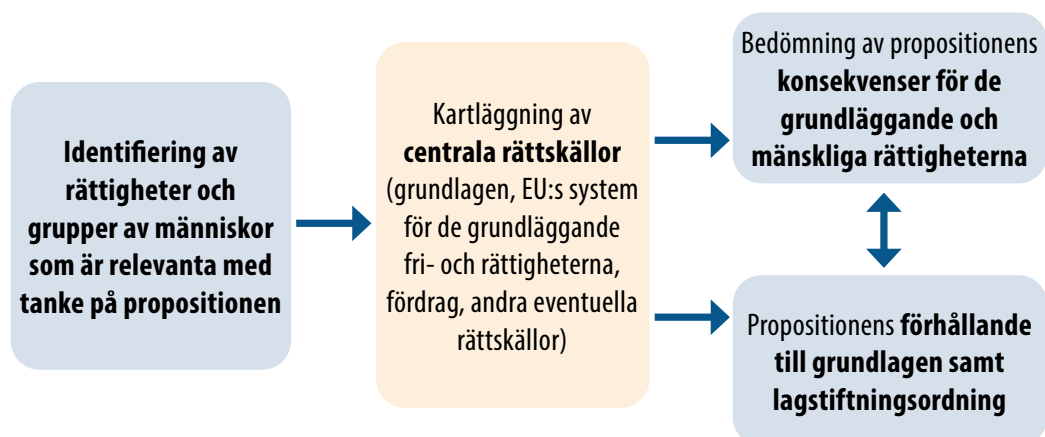 Identifiering av
rättigheter och
grupper av människor
som är relevanta med
tanke på propositionen
Kartläggning av
centrala rättskällor
(grundlagen, EU:s system
för de grundläggande
fri- och rättigheterna,
fördrag, andra eventuella
rättskällor)
Bedömning av propositionens
konsekvenser för de
grundläggande och
mänskliga rättigheterna
Propositionens förhållande
till grundlagen samt
lagstiftningsordning